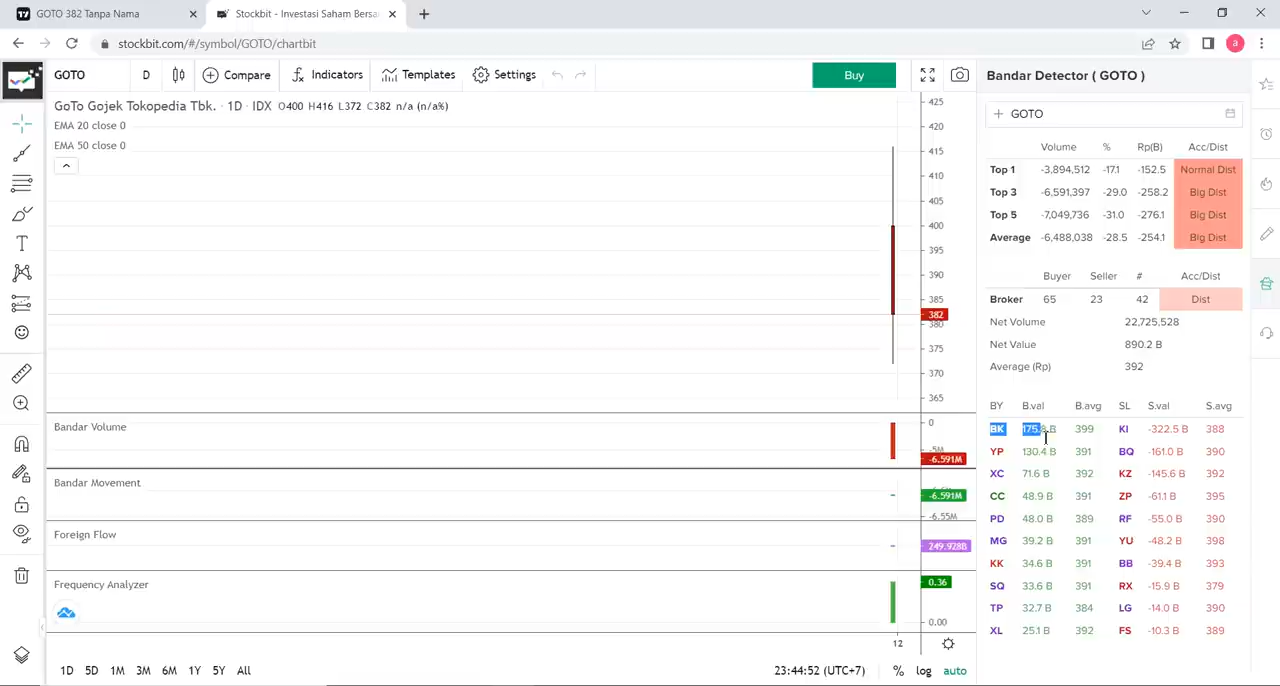 GOTO 382 Tanpa Nama
Stockbit - Investasi Saham Bersa
stockbit.com/#/symbol/GOTO/chartbit
GOTO D Compare Indicators Templates Settings Buy
GoTo Gojek Tokopedia Tbk. · 1D · IDX O400 H416 L372 C382 n/a (n/a%)
EMA 20 close 0
EMA 50 close 0
425
420
415
410
405
400
395
390
385
382
380
375
370
365
Bandar Volume
0
-5M
-6.591M
Bandar Movement
-6.591M
-6.55M
Foreign Flow
249.928B
Frequency Analyzer
0.36
0.00
12
1D 5D 1M 3M 6M 1Y 5Y All
23:44:52 (UTC+7) % log auto
Bandar Detector ( GOTO )
GOTO
Volume % Rp(B) Acc/Dist
Top 1 -3,894,512 -17.1 -152.5 Normal Dist
Top 3 -6,591,397 -29.0 -258.2 Big Dist
Top 5 -7,049,736 -31.0 -276.1 Big Dist
Average -6,488,038 -28.5 -254.1 Big Dist
Buyer Seller # Acc/Dist
Broker 65 23 42 Dist
Net Volume 22,725,528
Net Value 890.2 B
Average (Rp) 392
BY B.val B.avg SL S.val S.avg
BK 175.8 B 399 KI -322.5 B 388
YP 130.4 B 391 BQ -161.0 B 390
XC 71.6 B 392 KZ -145.6 B 392
CC 48.9 B 391 ZP -61.1 B 395
PD 48.0 B 389 RF -55.0 B 390
MG 39.2 B 391 YU -48.2 B 398
KK 34.6 B 391 BB -39.4 B 393
SQ 33.6 B 391 RX -15.9 B 379
TP 32.7 B 384 LG -14.0 B 390
XL 25.1 B 392 FS -10.3 B 389